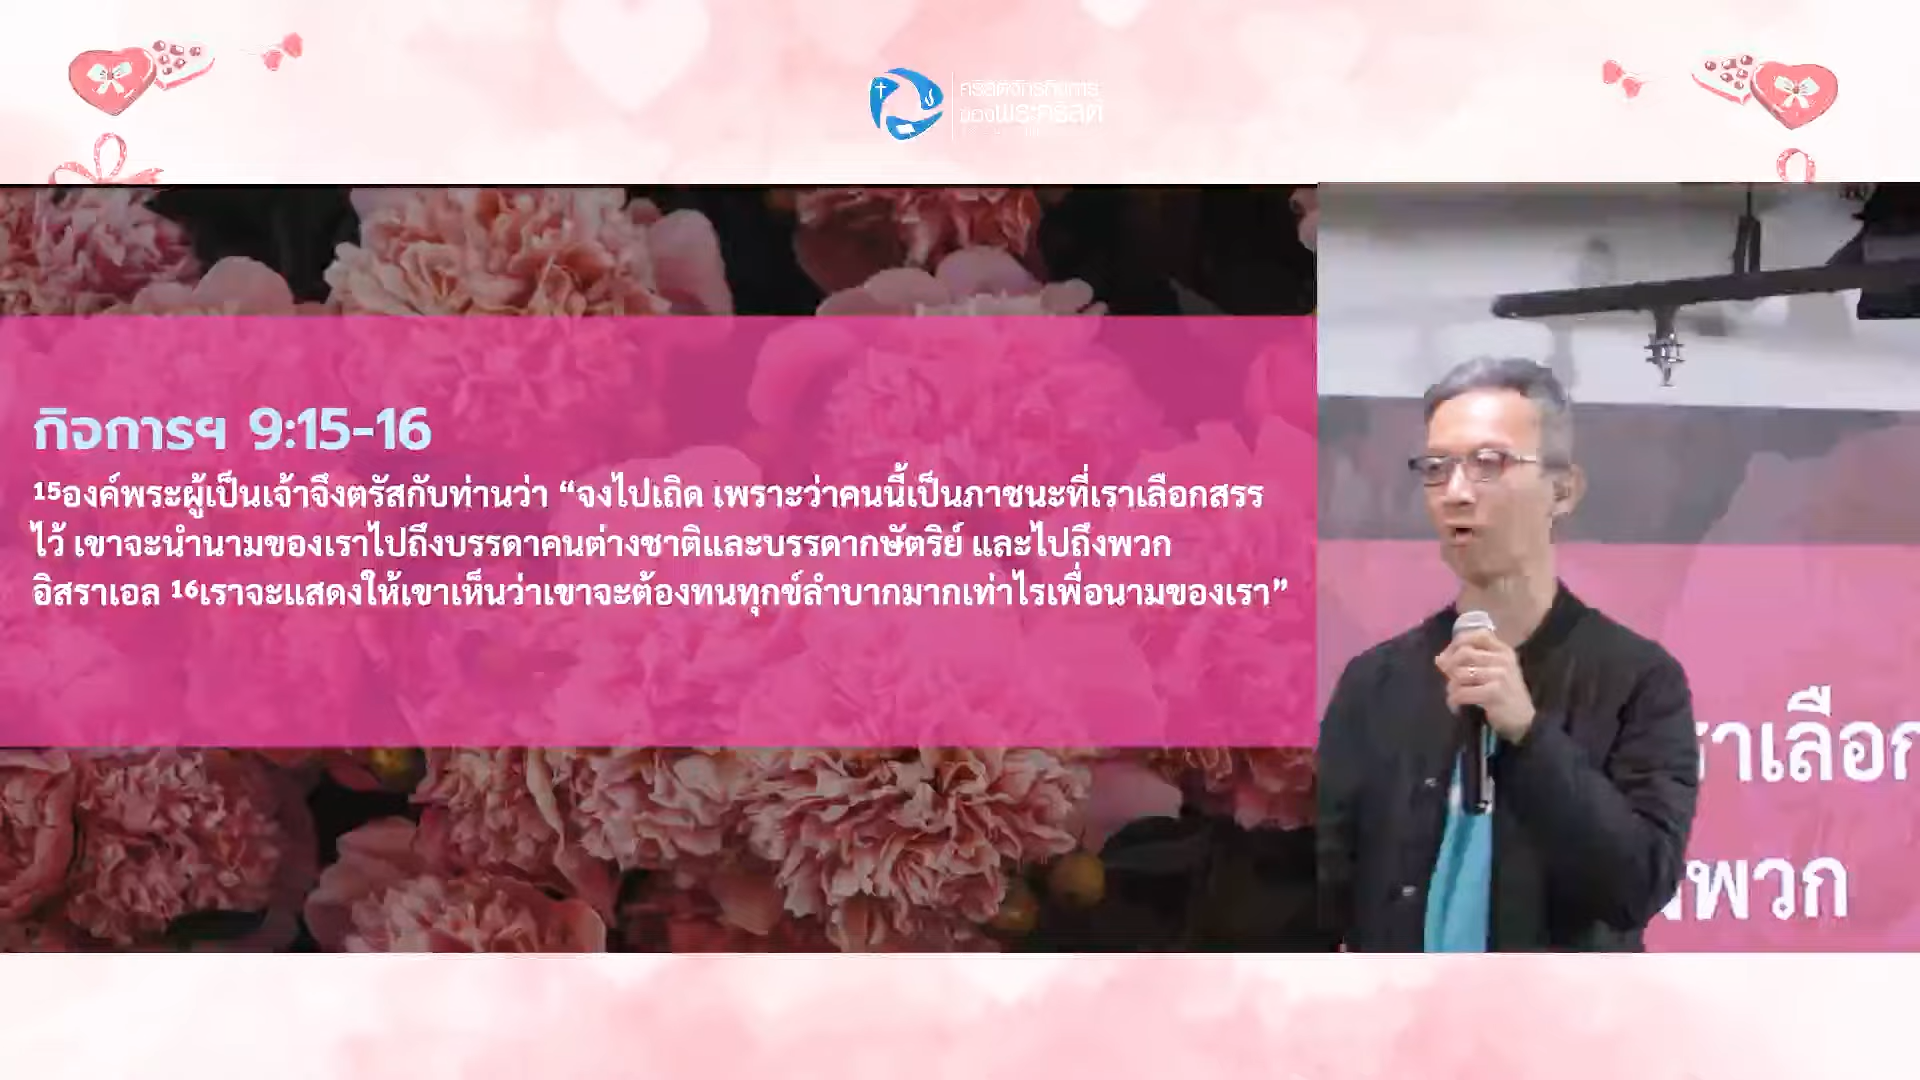 คริสตจักรกิจการ
ของพระคริสต์
กิจการฯ 9:15-16
¹⁵องค์พระผู้เป็นเจ้าจึงตรัสกับท่านว่า “จงไปเถิด เพราะว่าคนนี้เป็นภาชนะที่เราเลือกสรร
ไว้ เขาจะนำนามของเราไปถึงบรรดาคนต่างชาติและบรรดากษัตริย์ และไปถึงพวก
อิสราเอล ¹⁶เราจะแสดงให้เขาเห็นว่าเขาจะต้องทนทุกข์ลำบากมากเท่าไรเพื่อนามของเรา”
ราเลือก
พวก